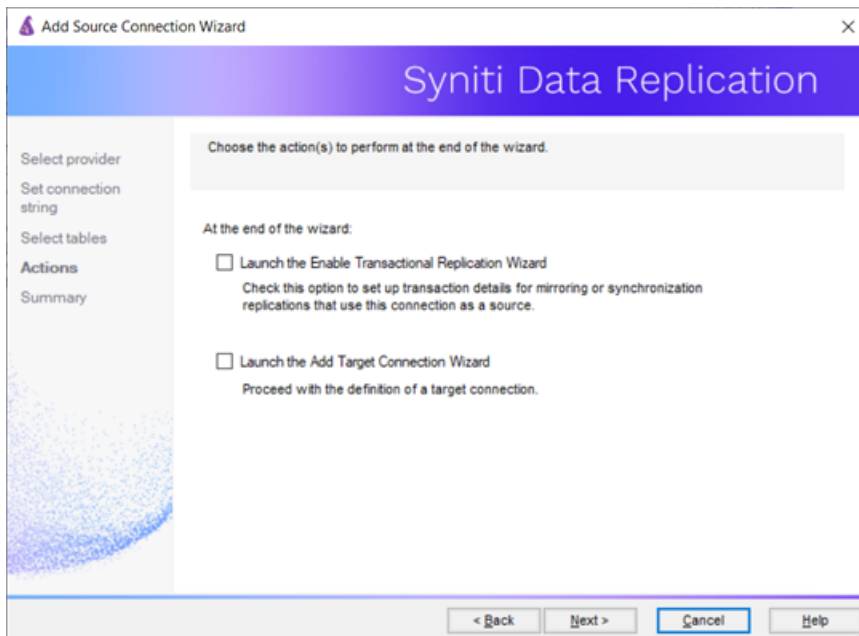 Add Source Connection Wizard
Syniti Data Replication
Select provider
Set connection
string
Select tables
Actions
Summary
Choose the action(s) to perform at the end of the wizard.
At the end of the wizard:
Launch the Enable Transactional Replication Wizard
Check this option to set up transaction details for mirroring or synchronization
replications that use this connection as a source.
Launch the Add Target Connection Wizard
Proceed with the definition of a target connection.
< Back
Next >
Cancel
Help